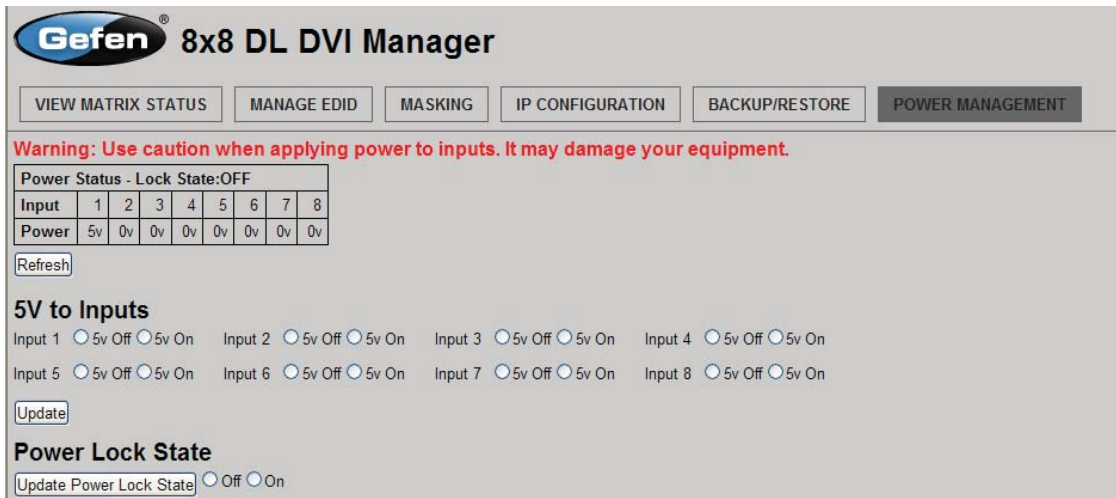 Gefen® 8x8 DL DVI Manager
VIEW MATRIX STATUS MANAGE EDID MASKING IP CONFIGURATION BACKUP/RESTORE POWER MANAGEMENT
Warning: Use caution when applying power to inputs. It may damage your equipment.
Power Status - Lock State:OFF
Input 1 2 3 4 5 6 7 8
Power 5v 0v 0v 0v 0v 0v 0v 0v
Refresh
5V to Inputs
Input 1 5v Off 5v On Input 2 5v Off 5v On Input 3 5v Off 5v On Input 4 5v Off 5v On
Input 5 5v Off 5v On Input 6 5v Off 5v On Input 7 5v Off 5v On Input 8 5v Off 5v On
Update
Power Lock State
Update Power Lock State Off On